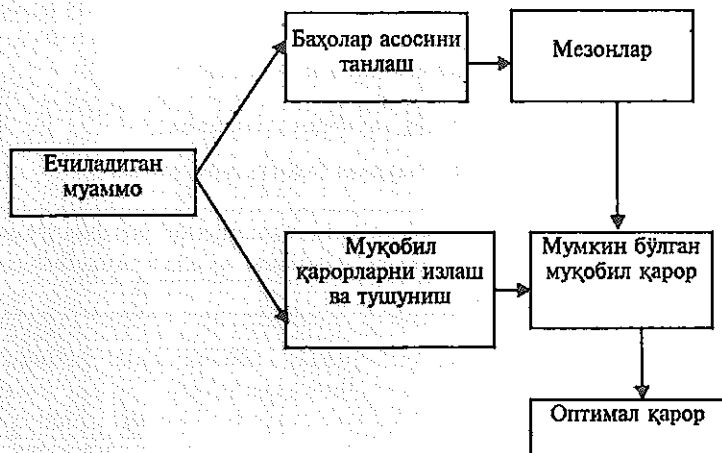 Баҳолар асосини
танлаш
Мезонлар
Ечиладиган
муаммо
Муқобил
қарорларни излаш
ва тушуниш
Мумкин бўлган
муқобил қарор
Оптимал қарор